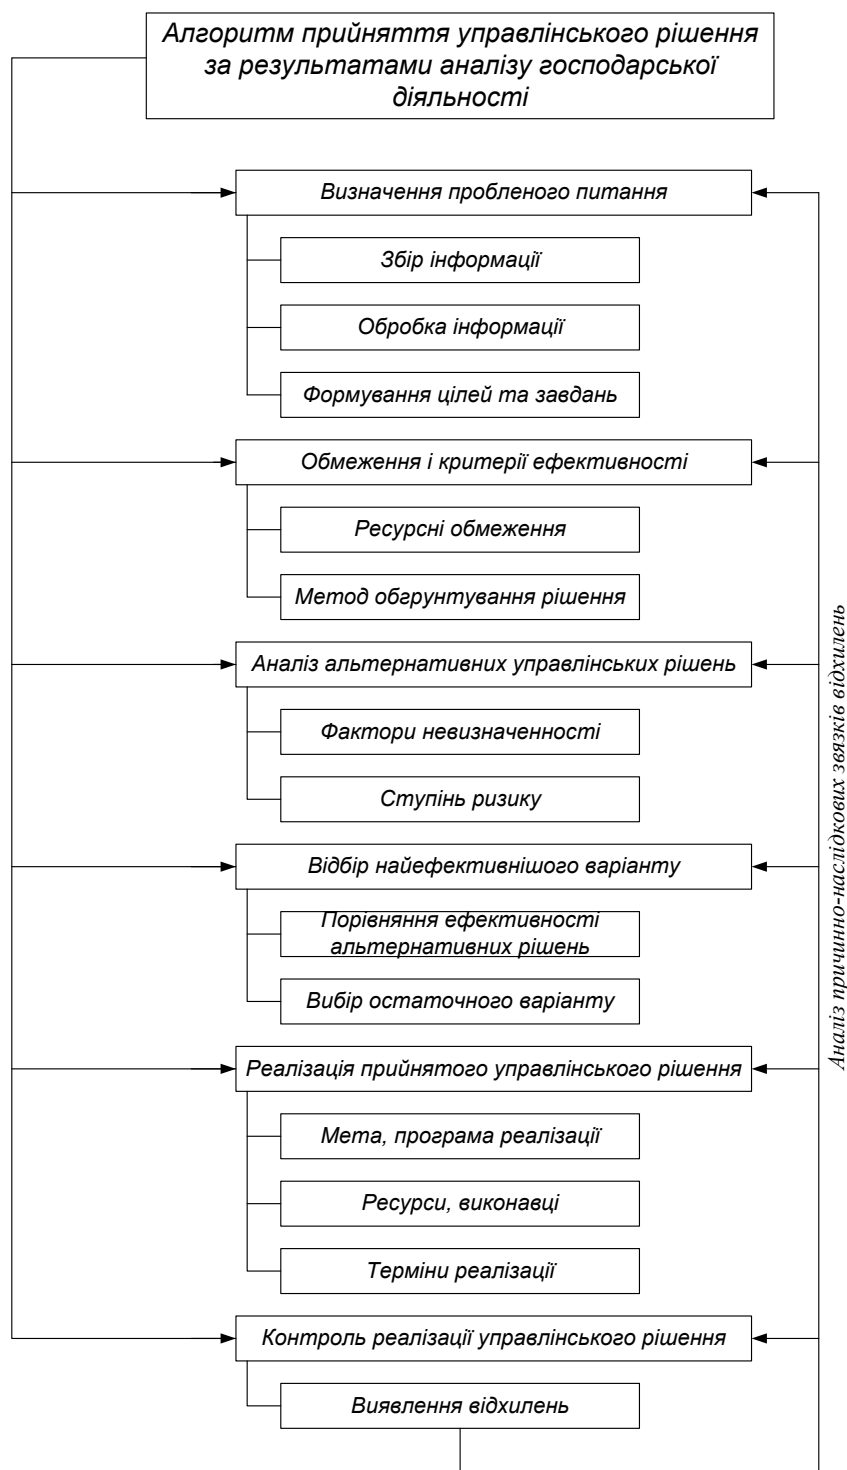 Алгоритм прийняття управлінського рішення
за результатами аналізу господарської
діяльності
Визначення пробленого питання
Збір інформації
Обробка інформації
Формування цілей та завдань
Обмеження і критерії ефективності
Ресурсні обмеження
Метод обгрунтування рішення
Аналіз альтернативних управлінських рішень
Фактори невизначенності
Ступінь ризику
Відбір найефективнішого варіанту
Порівняння ефективності
альтернативних рішень
Вибір остаточного варіанту
Реалізація прийнятого управлінського рішення
Мета, програма реалізації
Ресурси, виконавці
Терміни реалізації
Контроль реалізації управлінського рішення
Виявлення відхилень
Аналіз причинно-наслідкових звязків відхилень